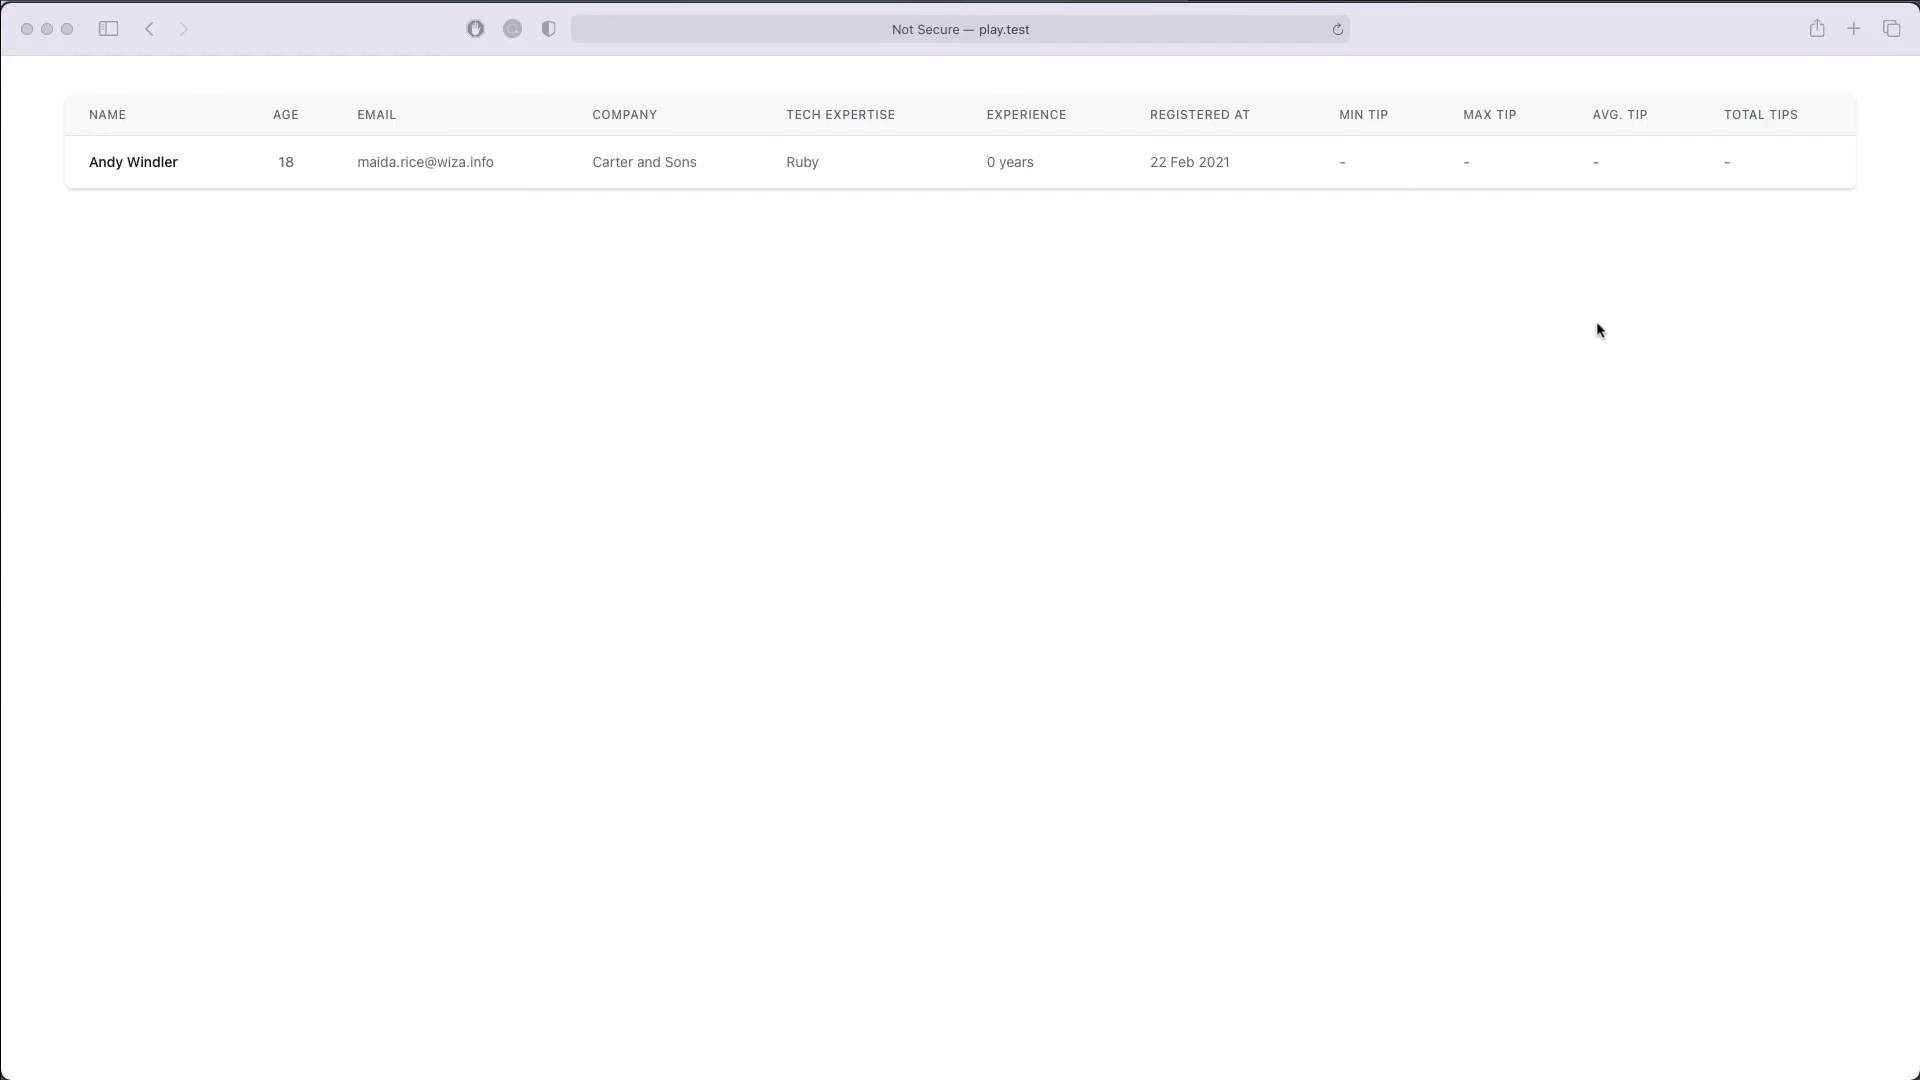 Not Secure — play.test
NAME AGE EMAIL COMPANY TECH EXPERTISE EXPERIENCE REGISTERED AT MIN TIP MAX TIP AVG. TIP TOTAL TIPS
Andy Windler 18 maida.rice@wiza.info Carter and Sons Ruby 0 years 22 Feb 2021 - - - -